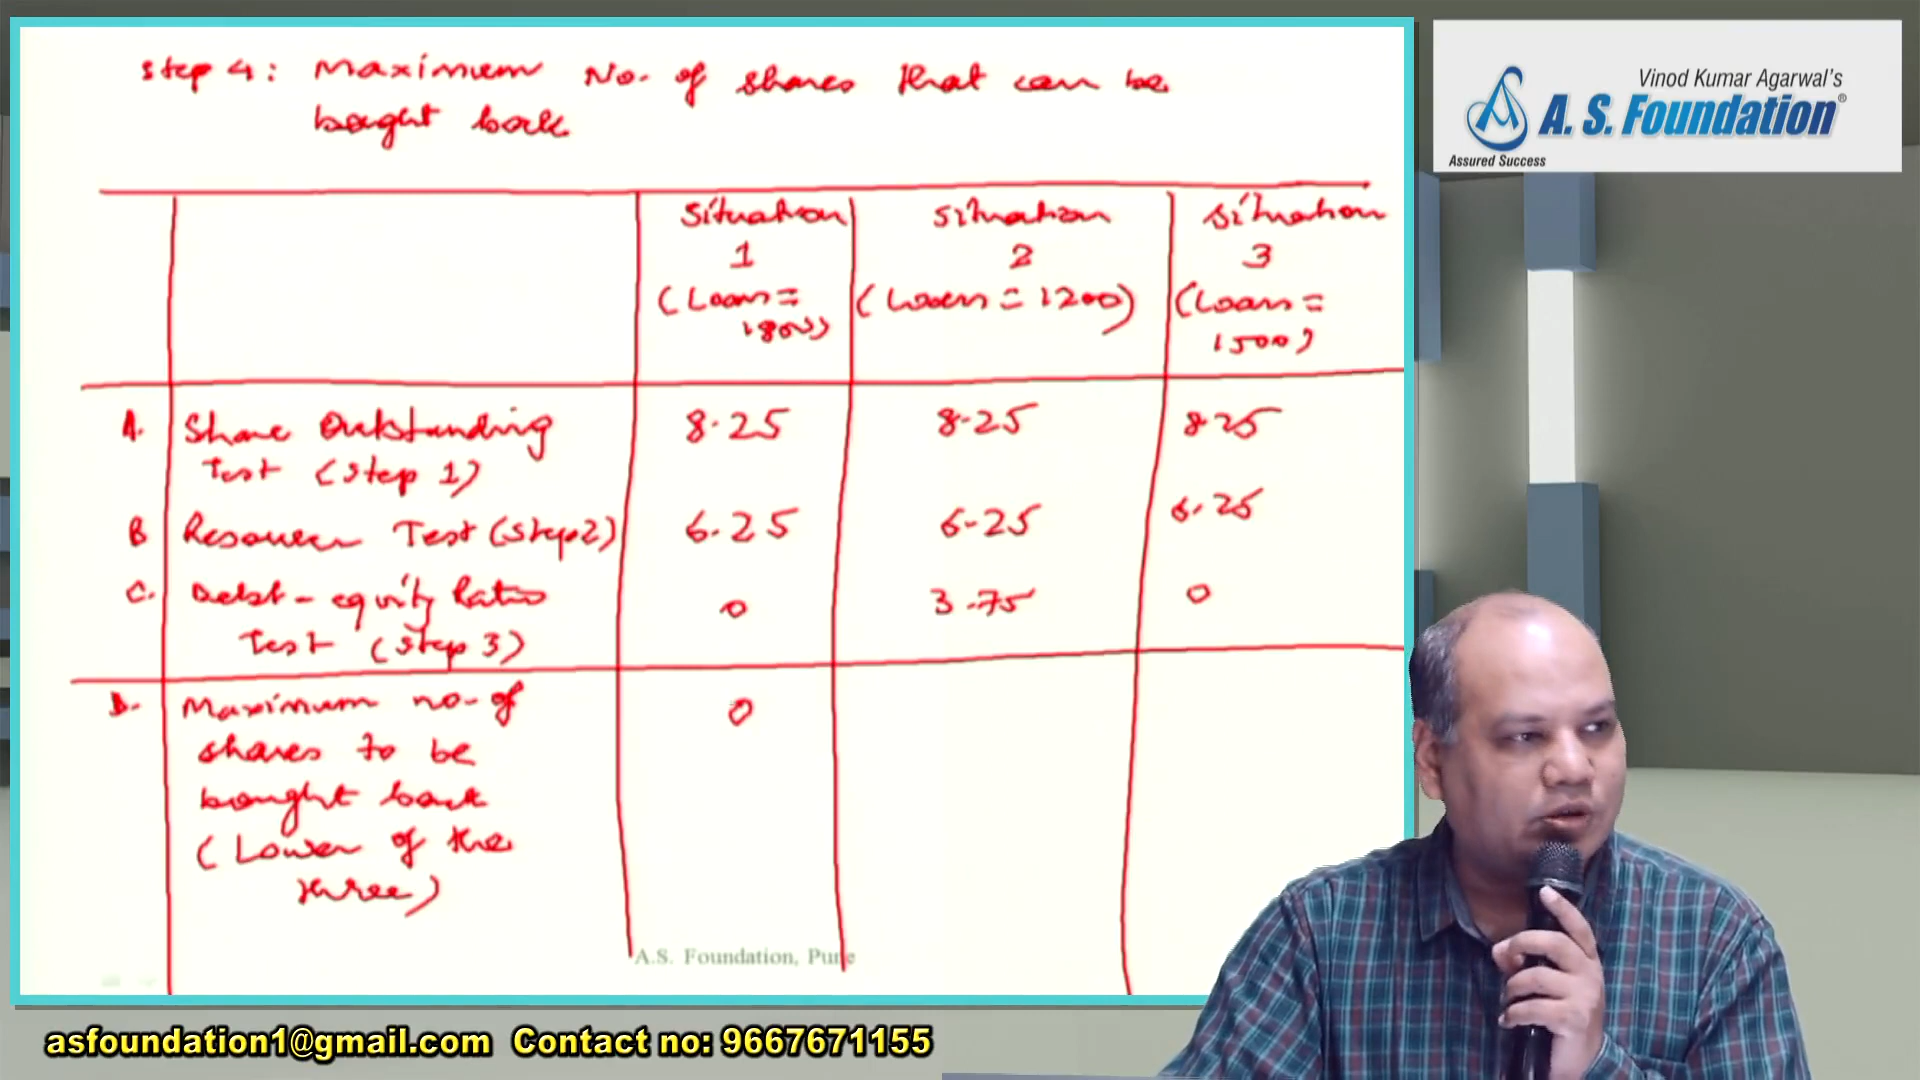 Step 4: Maximum No. of shares that can be
bought back
Situation
1
(Loans =
1800)
Situation
2
(Loans = 1200)
Situation
3
(Loans =
1500)
A. Share Outstanding
Test (Step 1)
8.25
8.25
8.25
B Resources Test (Step 2)
6.25
6.25
6.25
C. Debt-equity Ratio
Test (Step 3)
0
3.75
0
D. Maximum no. of
shares to be
bought back
(Lower of the
three)
0
A.S. Foundation, Pune
Vinod Kumar Agarwal's
A. S. Foundation®
Assured Success
asfoundation1@gmail.com Contact no: 9667671155